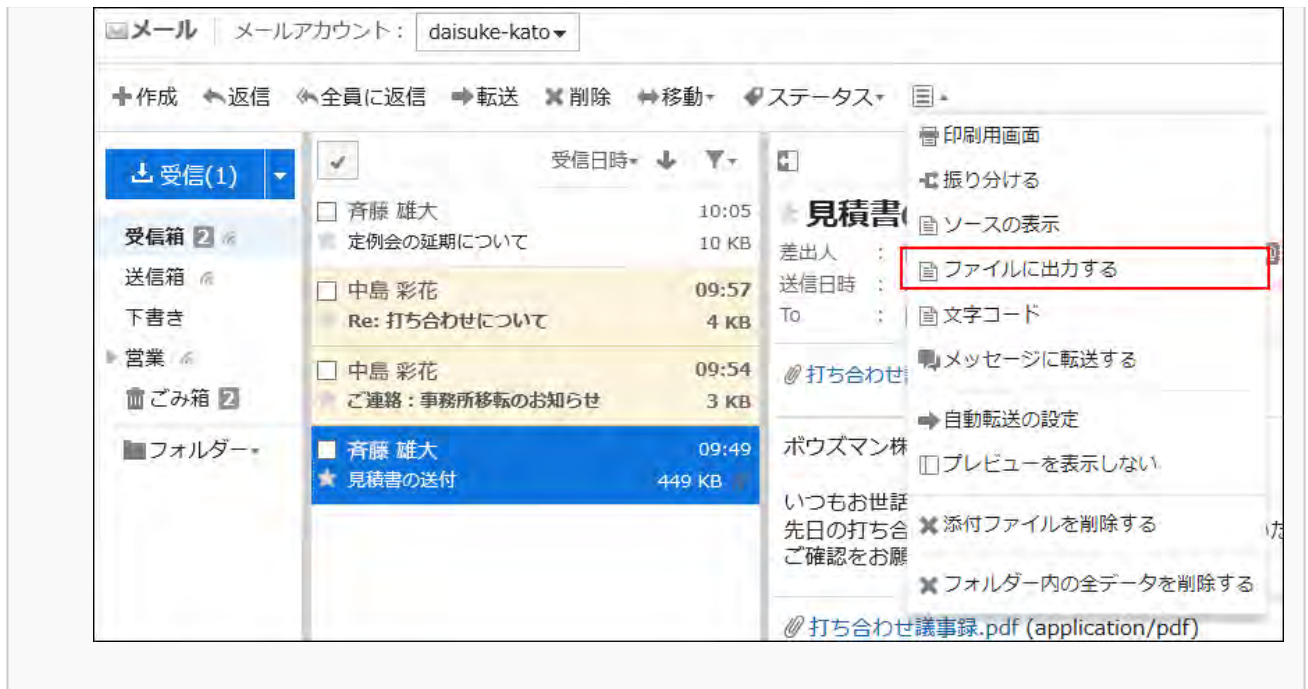 メール メールアカウント： daisuke-kato
作成 返信 全員に返信 転送 削除 移動 ステータス
受信(1)
受信箱 2
送信箱
下書き
営業
ごみ箱 2
フォルダー
受信日時
斉藤 雄大 10:05
定例会の延期について 10 KB
中島 彩花 09:57
Re: 打ち合わせについて 4 KB
中島 彩花 09:54
ご連絡：事務所移転のお知らせ 3 KB
斉藤 雄大 09:49
見積書の送付 449 KB
見積書
差出人 ：
送信日時 ：
To ：
打ち合わせ
ボウズマン株
いつもお世話
先日の打ち合
ご確認をお願
打ち合わせ議事録.pdf (application/pdf)
印刷用画面
振り分ける
ソースの表示
ファイルに出力する
文字コード
メッセージに転送する
自動転送の設定
プレビューを表示しない
添付ファイルを削除する
フォルダー内の全データを削除する